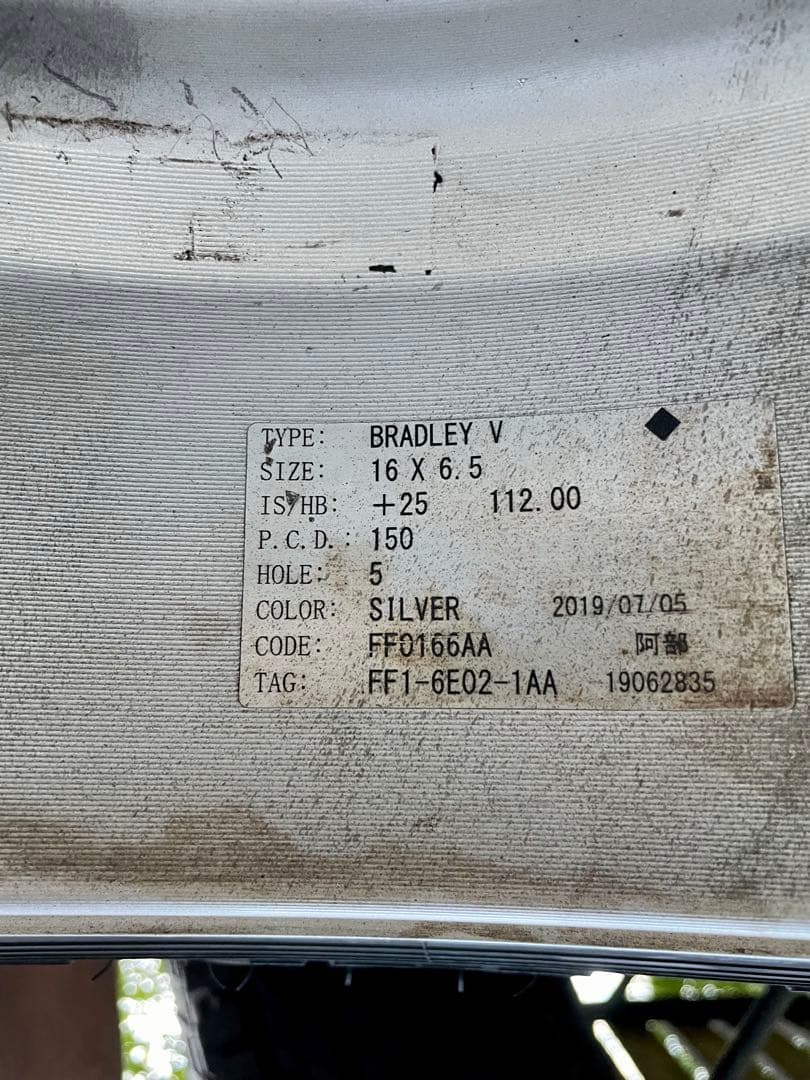 TYPE: BRADLEY V
SIZE: 16 X 6.5
IS/HB: +25 112.00
P.C.D.: 150
HOLE: 5
COLOR: SILVER 2019/07/05
CODE: FF0166AA 阿部
TAG: FF1-6E02-1AA 19062835